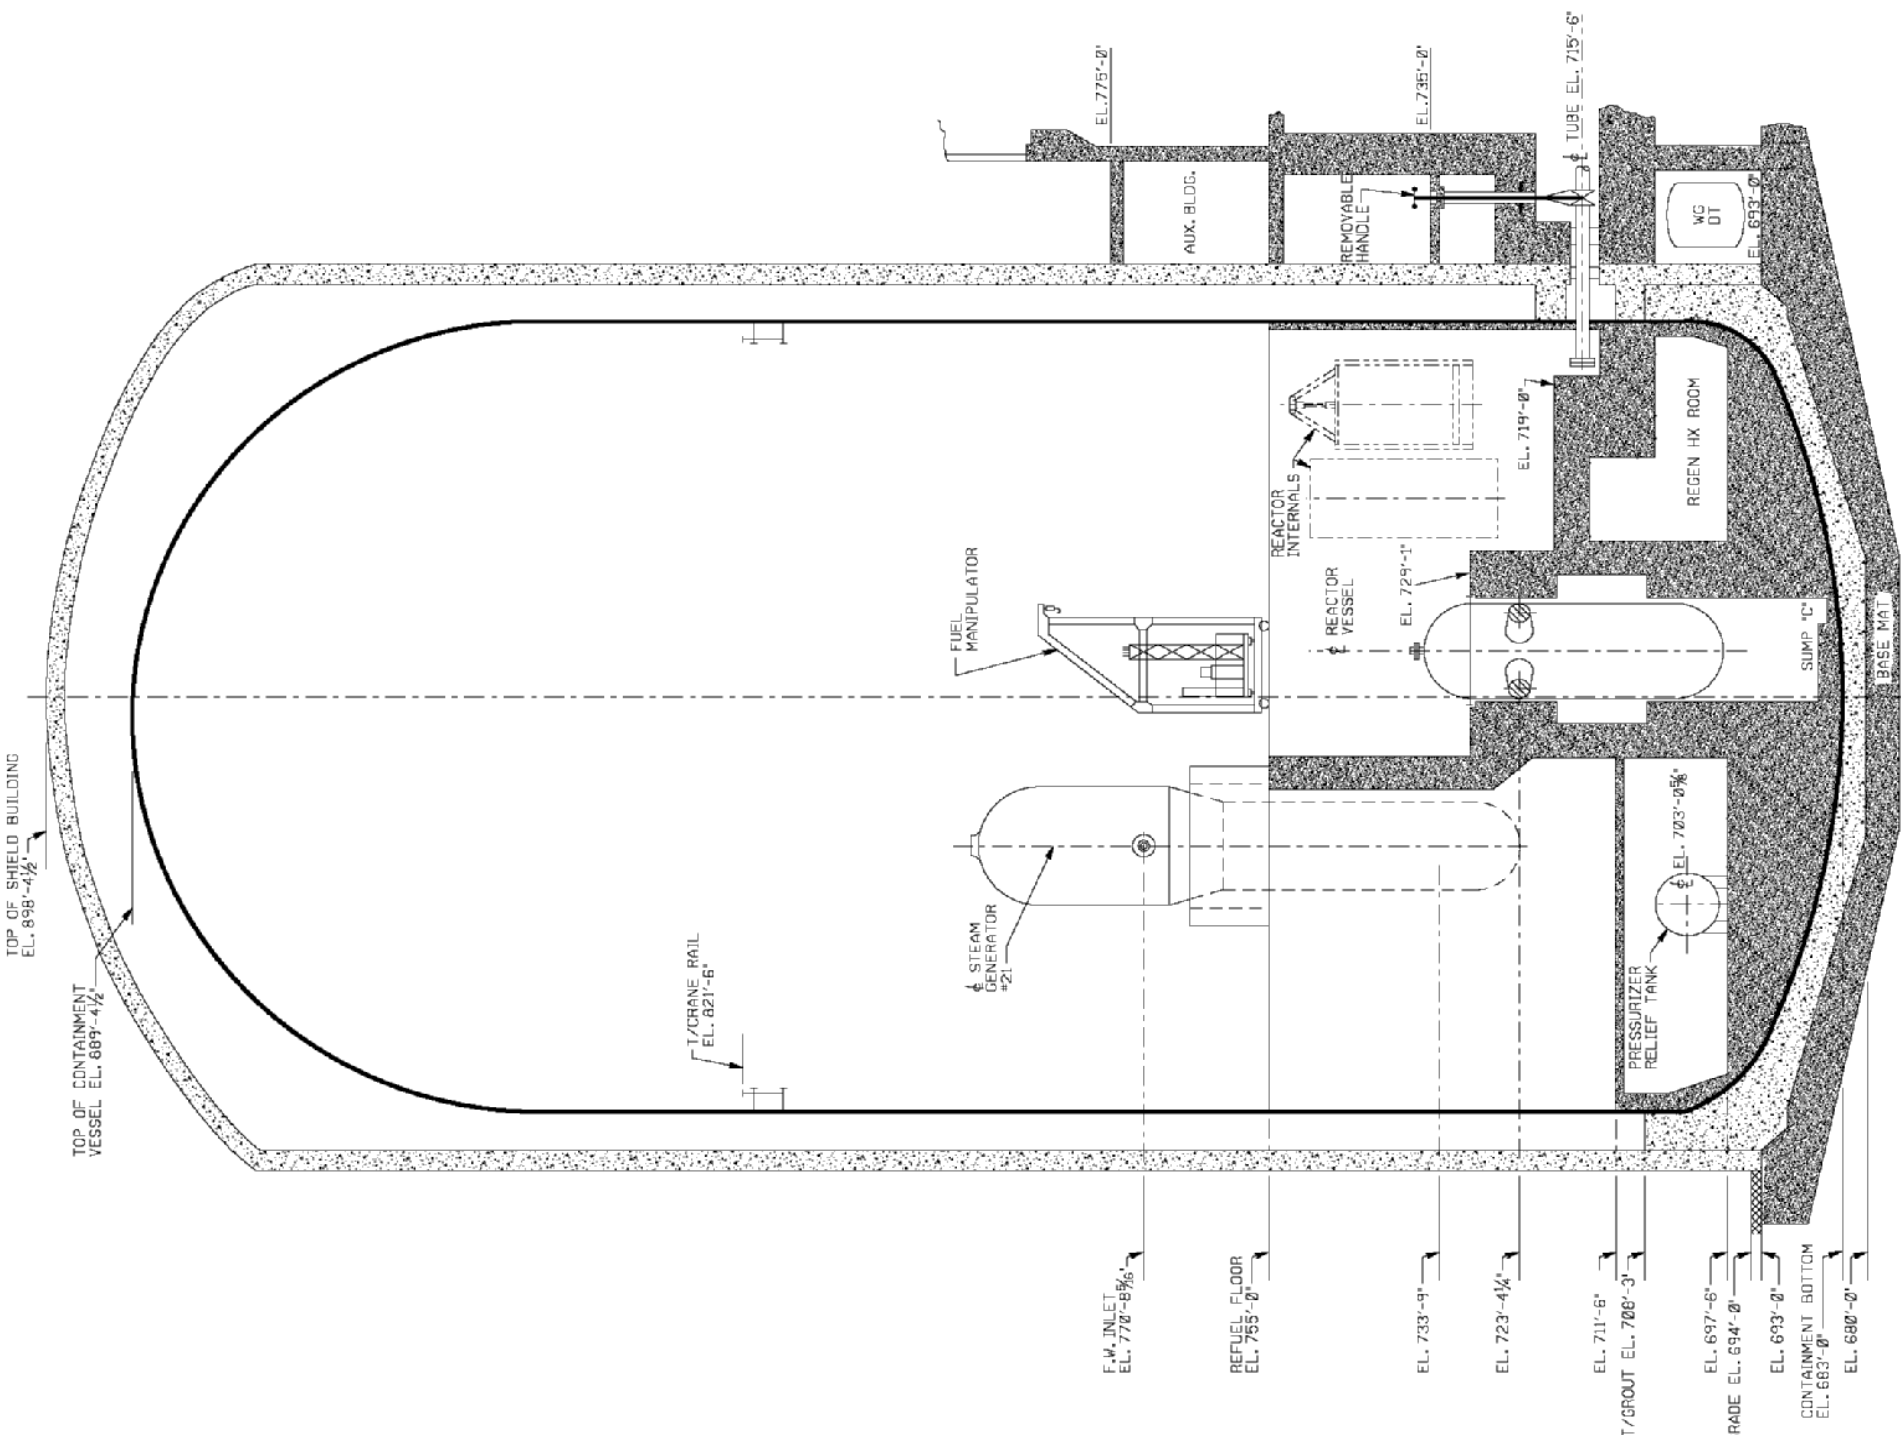 TOP OF SHIELD BUILDING
EL. 898'-4½"
TOP OF CONTAINMENT
VESSEL EL. 889'-4½"
T/CRANE RAIL
EL. 821'-6"
FUEL
MANIPULATOR
℄ STEAM
GENERATOR
#21
EL. 775'-0"
AUX. BLDG.
REMOVABLE
HANDLE
EL. 735'-0"
℄ TUBE EL. 715'-6"
WG
DT
EL. 693'-0"
REACTOR
INTERNALS
EL. 719'-0"
REGEN HX ROOM
℄ REACTOR
VESSEL
EL. 729'-1"
SUMP "C"
BASE MAT
℄ EL. 703'-0⅝"
PRESSURIZER
RELIEF TANK
F.W. INLET
EL. 770'-8 5/16"
REFUEL FLOOR
EL. 755'-0"
EL. 733'-9"
EL. 723'-4¼"
EL. 711'-6"
T/GROUT EL. 708'-3"
EL. 697'-6"
RADE EL. 694'-0"
EL. 693'-0"
CONTAINMENT BOTTOM
EL. 683'-0"
EL. 680'-0"